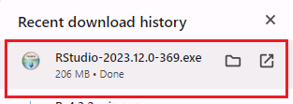 Recent download history
RStudio-2023.12.0-369.exe
206 MB • Done